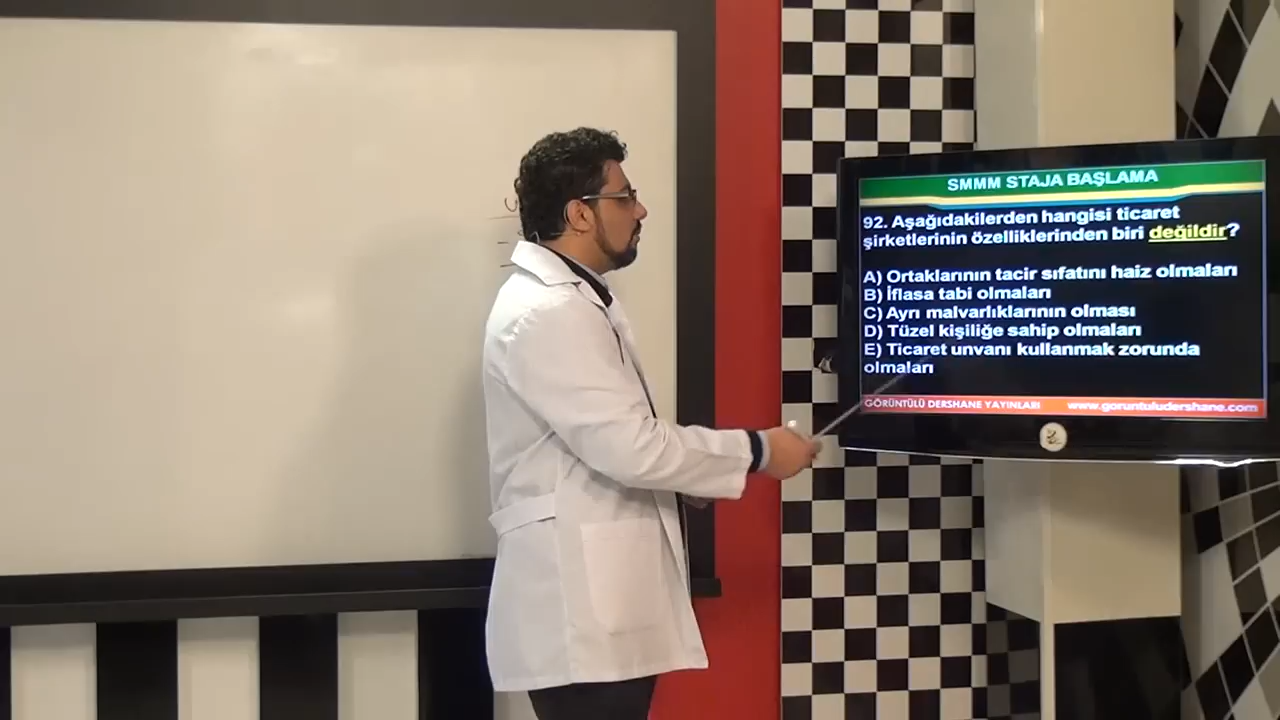 SMMM STAJA BAŞLAMA
92. Aşağıdakilerden hangisi ticaret
şirketlerinin özelliklerinden biri değildir?
A) Ortaklarının tacir sıfatını haiz olmaları
B) İflasa tabi olmaları
C) Ayrı malvarlıklarının olması
D) Tüzel kişiliğe sahip olmaları
E) Ticaret unvanı kullanmak zorunda
olmaları
GÖRÜNTÜLÜ DERSHANE YAYINLARI www.goruntuludershane.com